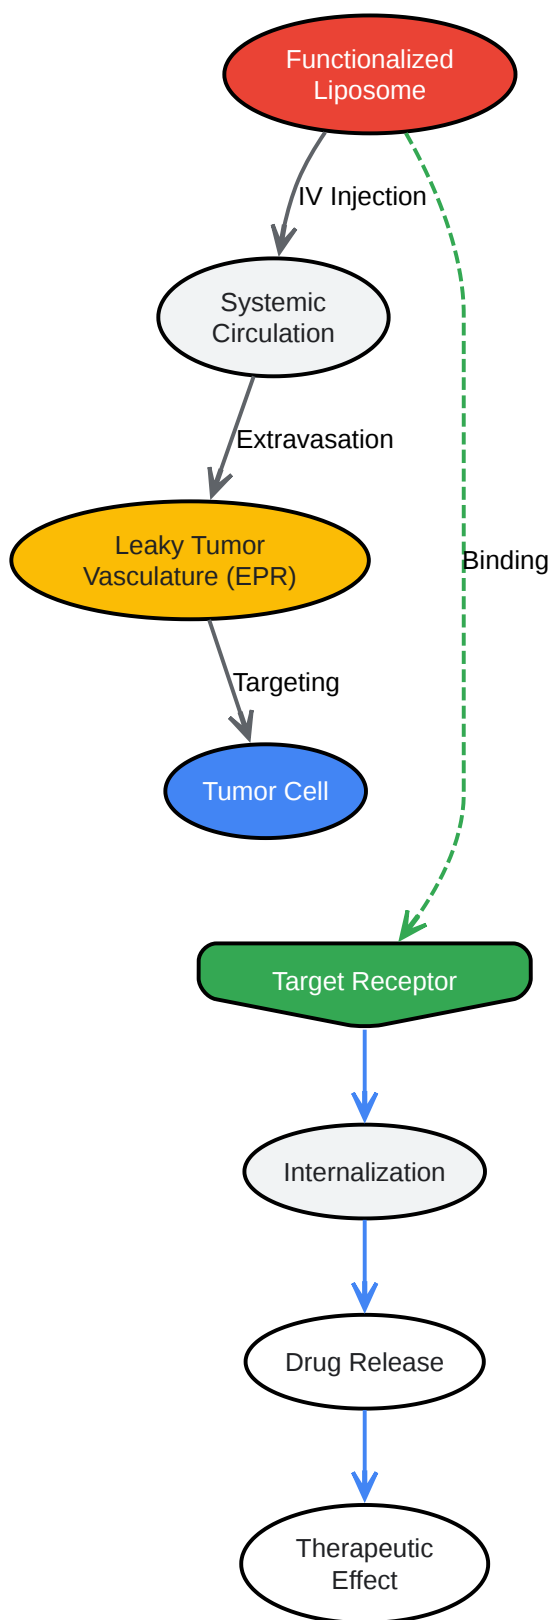 Functionalized
Liposome
IV Injection
Systemic
Circulation
Extravasation
Leaky Tumor
Vasculature (EPR)
Binding
Targeting
Tumor Cell
Target Receptor
Internalization
Drug Release
Therapeutic
Effect